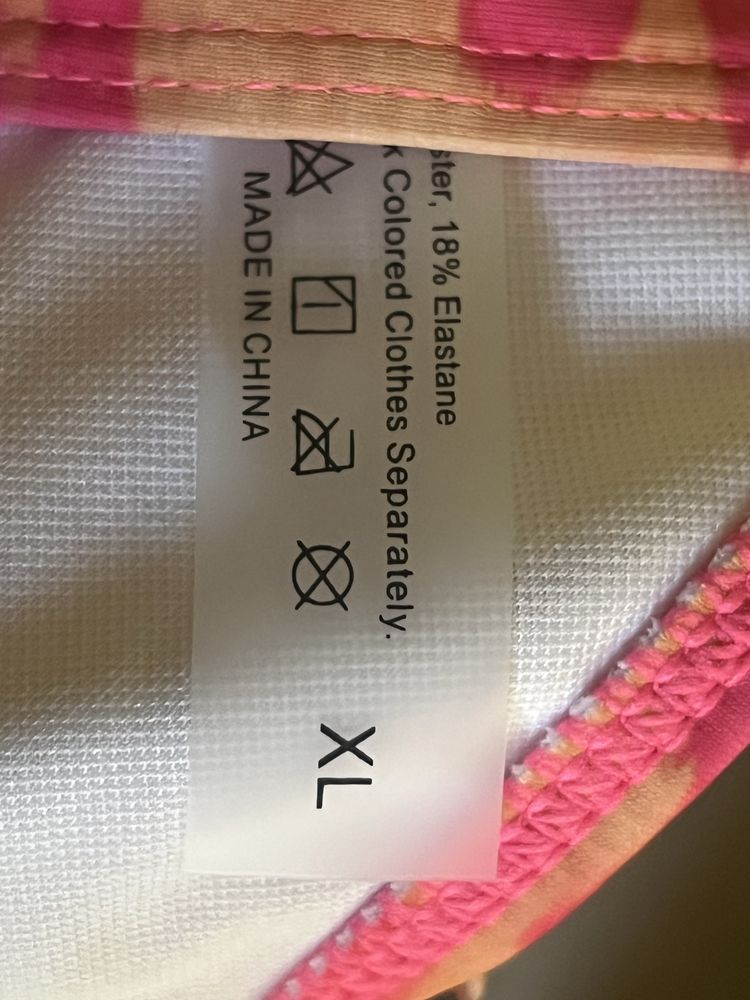 ster, 18% Elastane
k Colored Clothes Separately.
MADE IN CHINA
XL